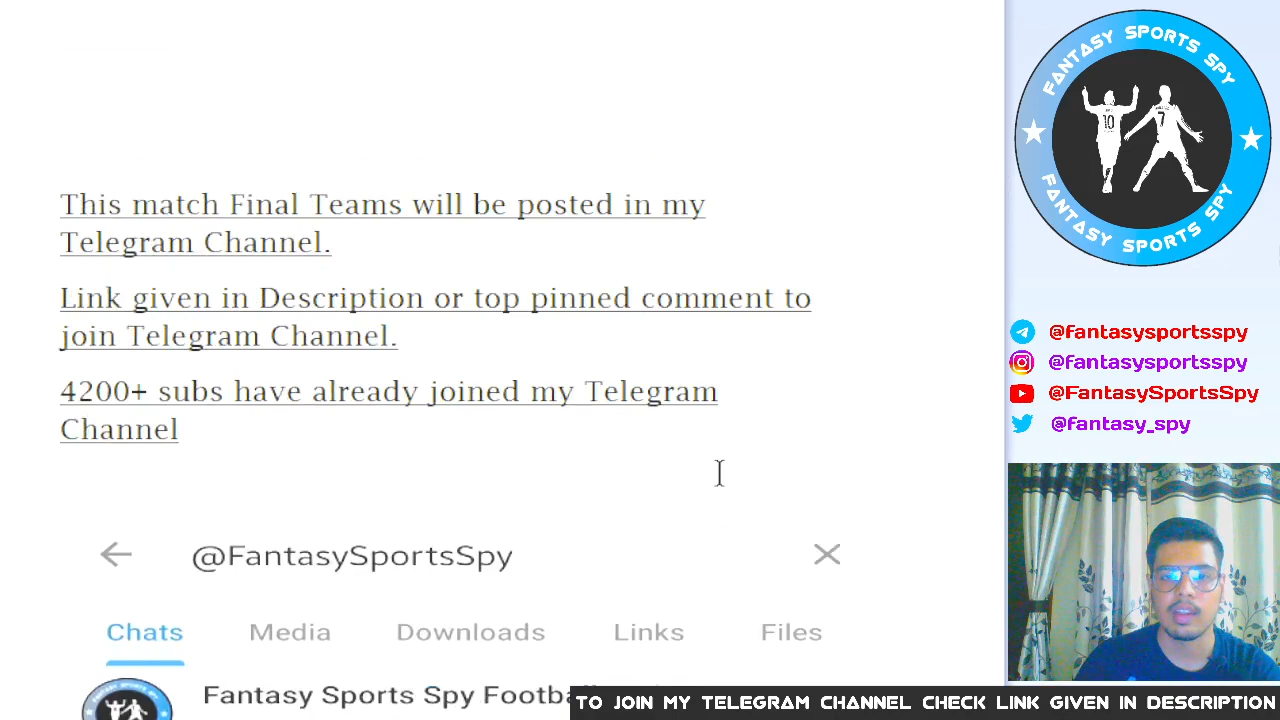 This match Final Teams will be posted in my
Telegram Channel.
Link given in Description or top pinned comment to
join Telegram Channel.
4200+ subs have already joined my Telegram
Channel
@FantasySportsSpy
Chats Media Downloads Links Files
Fantasy Sports Spy
FANTASY SPORTS SPY
10 7
FANTASY SPORTS SPY
@fantasysportsspy
@fantasysportsspy
@FantasySportsSpy
@fantasy_spy
TO JOIN MY TELEGRAM CHANNEL CHECK LINK GIVEN IN DESCRIPTION